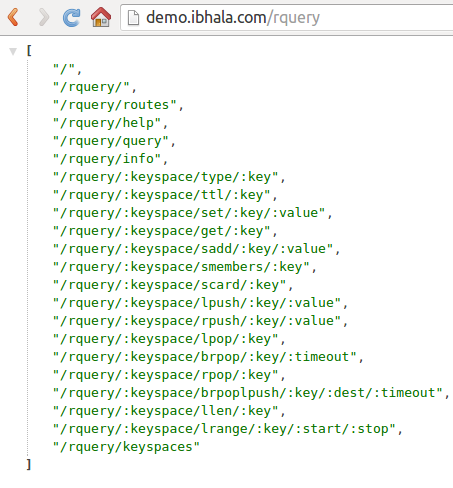 demo.ibhala.com/rquery
[
"/",
"/rquery/",
"/rquery/routes",
"/rquery/help",
"/rquery/query",
"/rquery/info",
"/rquery/:keyspace/type/:key",
"/rquery/:keyspace/ttl/:key",
"/rquery/:keyspace/set/:key/:value",
"/rquery/:keyspace/get/:key",
"/rquery/:keyspace/sadd/:key/:value",
"/rquery/:keyspace/smembers/:key",
"/rquery/:keyspace/scard/:key",
"/rquery/:keyspace/lpush/:key/:value",
"/rquery/:keyspace/rpush/:key/:value",
"/rquery/:keyspace/lpop/:key",
"/rquery/:keyspace/brpop/:key/:timeout",
"/rquery/:keyspace/rpop/:key",
"/rquery/:keyspace/brpoplpush/:key/:dest/:timeout",
"/rquery/:keyspace/llen/:key",
"/rquery/:keyspace/lrange/:key/:start/:stop",
"/rquery/keyspaces"
]